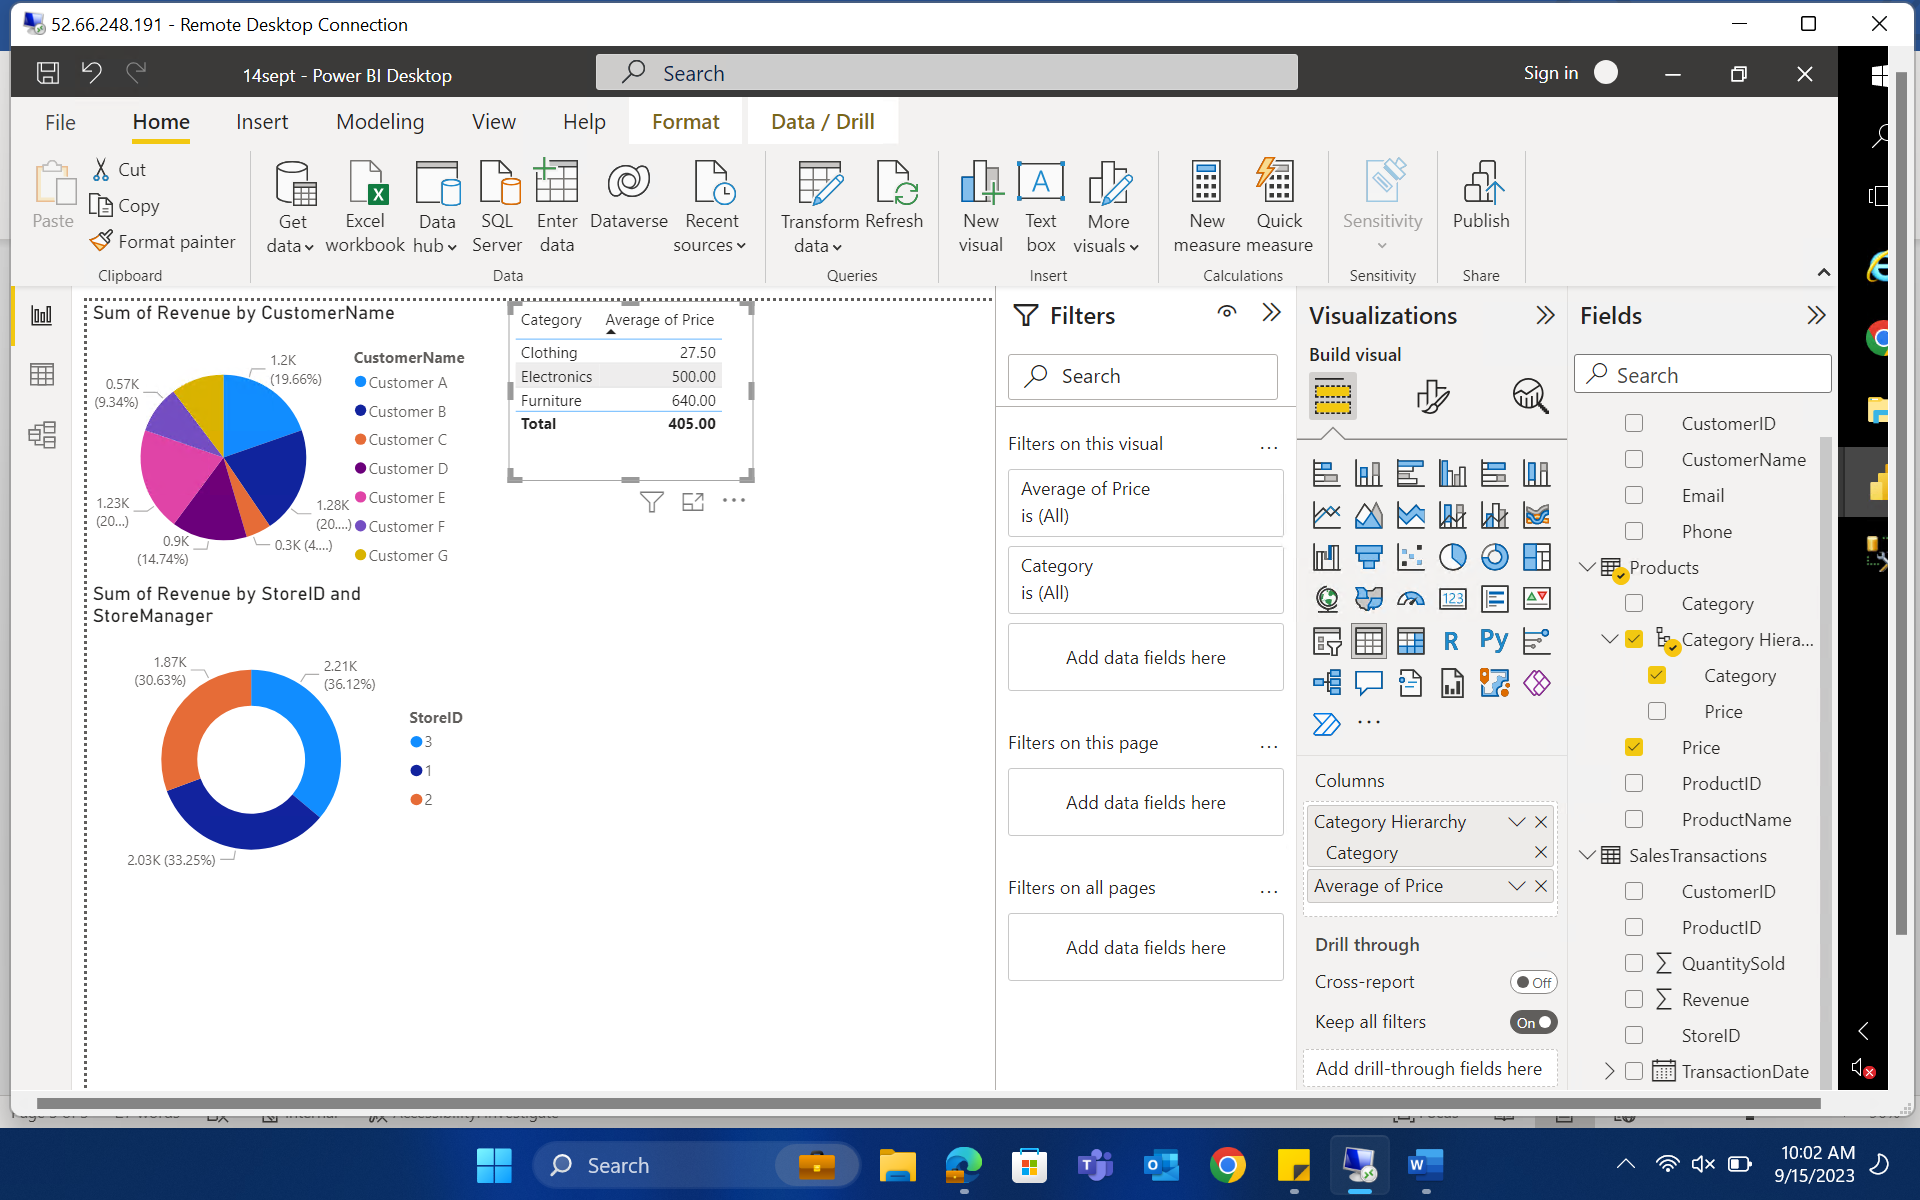 52.66.248.191 - Remote Desktop Connection
14sept - Power BI Desktop
Search
Sign in
File Home Insert Modeling View Help Format Data / Drill
Paste
Cut
Copy
Format painter
Clipboard
Get data
Excel workbook
Data hub
SQL Server
Enter data
Dataverse
Recent sources
Data
Transform data
Refresh
Queries
New visual
Text box
More visuals
Insert
New measure
Quick measure
Calculations
Sensitivity
Sensitivity
Publish
Share
Sum of Revenue by CustomerName
1.2K
(19.66%)
0.57K
(9.34%)
1.23K
(20...)
0.9K
(14.74%)
0.3K (4....)
1.28K
(20....)
CustomerName
Customer A
Customer B
Customer C
Customer D
Customer E
Customer F
Customer G
Category Average of Price
Clothing 27.50
Electronics 500.00
Furniture 640.00
Total 405.00
Sum of Revenue by StoreID and
StoreManager
1.87K
(30.63%)
2.21K
(36.12%)
2.03K (33.25%)
StoreID
3
1
2
Filters
Search
Filters on this visual ...
Average of Price
is (All)
Category
is (All)
Add data fields here
Filters on this page ...
Add data fields here
Filters on all pages ...
Add data fields here
Visualizations
Build visual
123
R
Py
...
Columns
Category Hierarchy
Category
Average of Price
Drill through
Cross-report Off
Keep all filters On
Add drill-through fields here
Fields
Search
CustomerID
CustomerName
Email
Phone
Products
Category
Category Hiera...
Category
Price
Price
ProductID
ProductName
SalesTransactions
CustomerID
ProductID
QuantitySold
Revenue
StoreID
TransactionDate
Search
10:02 AM
9/15/2023